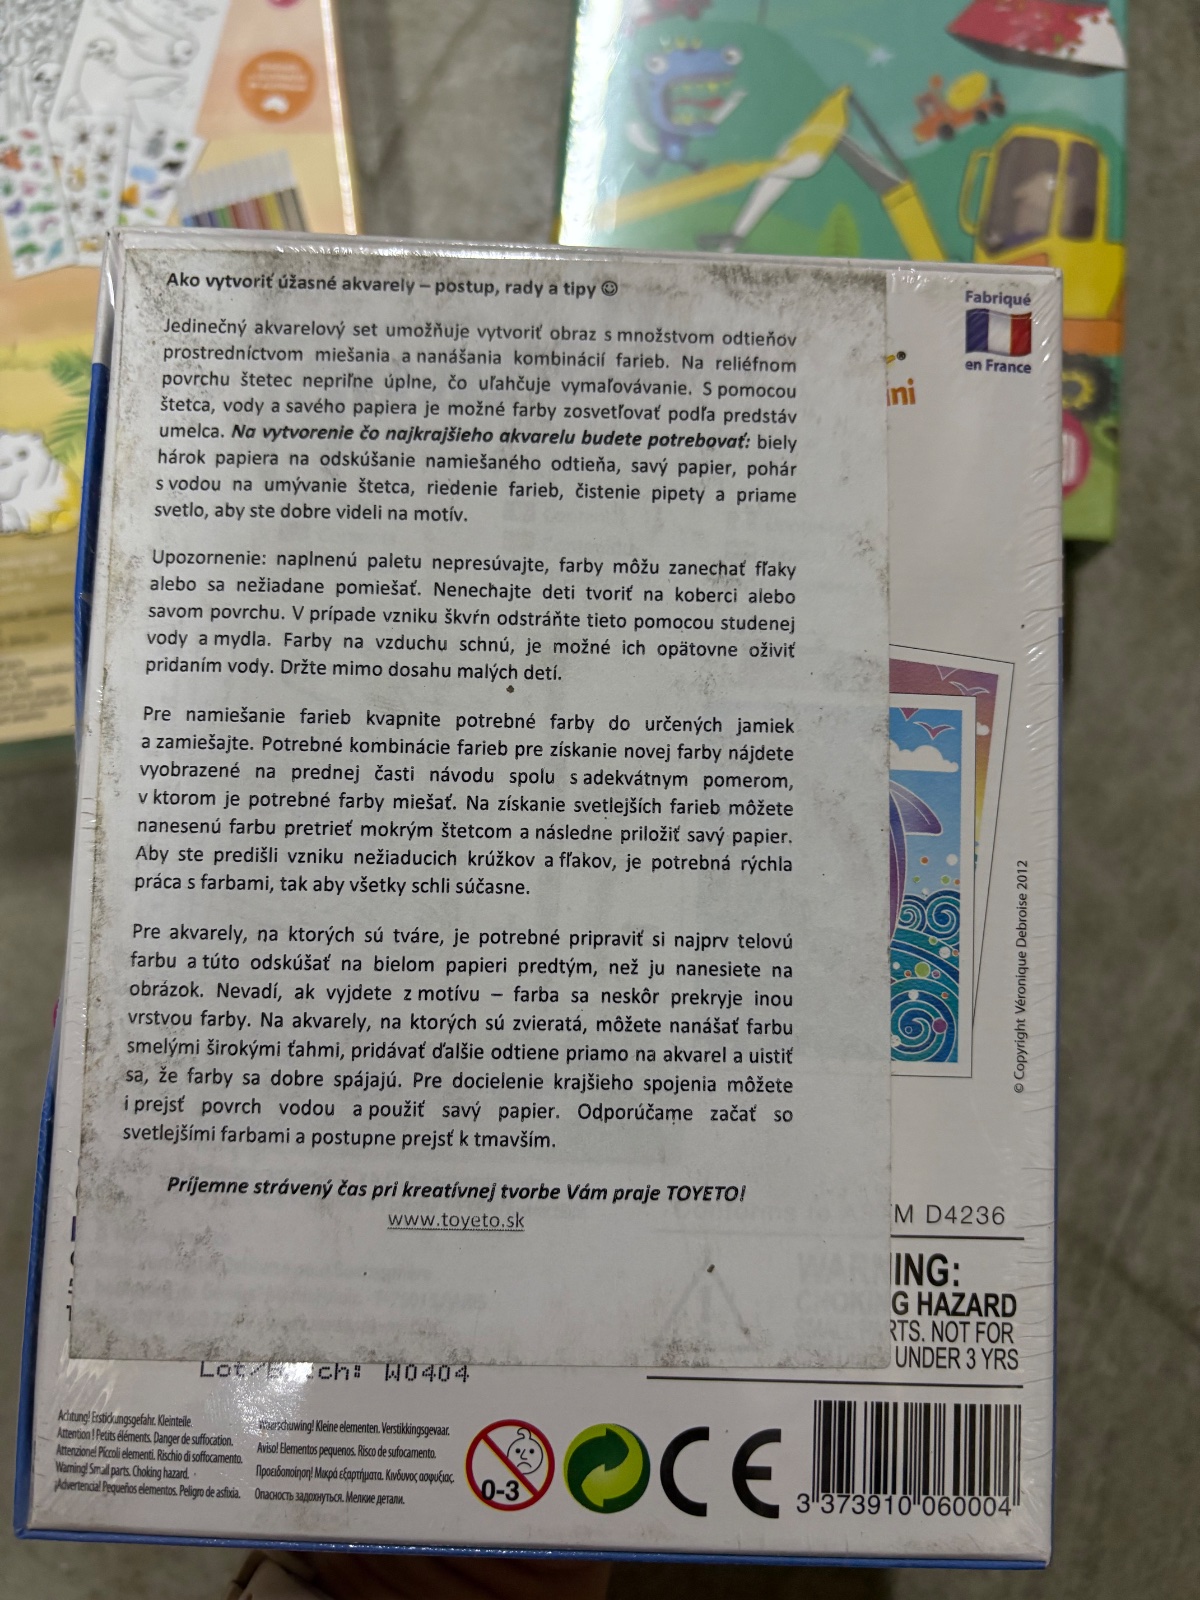 Ako vytvoriť úžasné akvarely – postup, rady a tipy ☺
Jedinečný akvarelový set umožňuje vytvoriť obraz s množstvom odtieňov
prostredníctvom miešania a nanášania kombinácií farieb. Na reliéfnom
povrchu štetec nepriľne úplne, čo uľahčuje vymaľovávanie. S pomocou
štetca, vody a savého papiera je možné farby zosvetľovať podľa predstáv
umelca. Na vytvorenie čo najkrajšieho akvarelu budete potrebovať: biely
hárok papiera na odskúšanie namiešaného odtieňa, savý papier, pohár
s vodou na umývanie štetca, riedenie farieb, čistenie pipety a priame
svetlo, aby ste dobre videli na motív.
Upozornenie: naplnenú paletu nepresúvajte, farby môžu zanechať fľaky
alebo sa nežiadane pomiešať. Nenechajte deti tvoriť na koberci alebo
savom povrchu. V prípade vzniku škvŕn odstráňte tieto pomocou studenej
vody a mydla. Farby na vzduchu schnú, je možné ich opätovne oživiť
pridaním vody. Držte mimo dosahu malých detí.
Pre namiešanie farieb kvapnite potrebné farby do určených jamiek
a zamiešajte. Potrebné kombinácie farieb pre získanie novej farby nájdete
vyobrazené na prednej časti návodu spolu s adekvátnym pomerom,
v ktorom je potrebné farby miešať. Na získanie svetlejších farieb môžete
nanesenú farbu pretrieť mokrým štetcom a následne priložiť savý papier.
Aby ste predišli vzniku nežiaducich krúžkov a fľakov, je potrebná rýchla
práca s farbami, tak aby všetky schli súčasne.
Pre akvarely, na ktorých sú tváre, je potrebné pripraviť si najprv telovú
farbu a túto odskúšať na bielom papieri predtým, než ju nanesiete na
obrázok. Nevadí, ak vyjdete z motívu – farba sa neskôr prekryje inou
vrstvou farby. Na akvarely, na ktorých sú zvieratá, môžete nanášať farbu
smelými širokými ťahmi, pridávať ďalšie odtiene priamo na akvarel a uistiť
sa, že farby sa dobre spájajú. Pre docielenie krajšieho spojenia môžete
i prejsť povrch vodou a použiť savý papier. Odporúčame začať so
svetlejšími farbami a postupne prejsť k tmavším.
Príjemne strávený čas pri kreatívnej tvorbe Vám praje TOYETO!
www.toyeto.sk
Fabriqué
en France
ini
© Copyright Véronique Debroise 2012
M D4236
WARNING:
CHOKING HAZARD
RTS. NOT FOR
UNDER 3 YRS
Lot/Batch: W0404
Achtung! Erstickungsgefahr. Kleinteile.
Attention ! Petits éléments. Danger de suffocation.
Attenzione! Piccoli elementi. Rischio di soffocamento.
Warning! Small parts. Choking hazard.
¡Advertencia! Pequeños elementos. Peligro de asfixia.
Waarschuwing! Kleine elementen. Verstikkingsgevaar.
Aviso! Elementos pequenos. Risco de sufocamento.
Προειδοποίηση! Μικρά εξαρτήματα. Κινδυνος ασφυξίας.
Опасность задохнуться. Мелкие детали.
0-3
CE
3 373910 060004